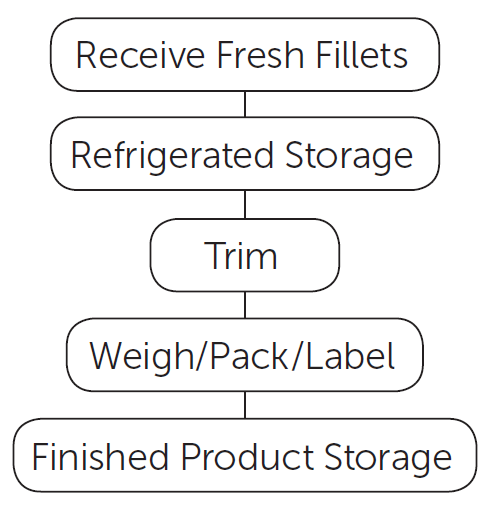 Receive Fresh Fillets
Refrigerated Storage
Trim
Weigh/Pack/Label
Finished Product Storage